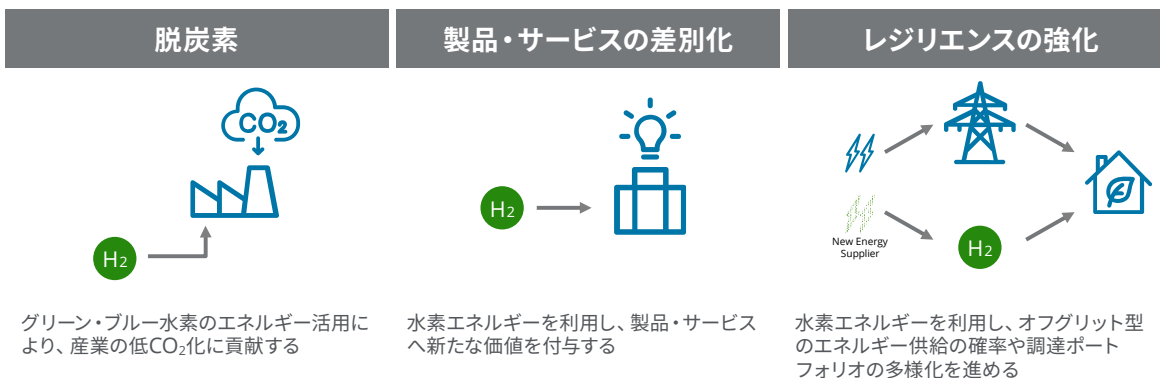 脱炭素
CO₂
H₂
グリーン・ブルー水素のエネルギー活用に
より、産業の低CO₂化に貢献する
製品・サービスの差別化
H₂
水素エネルギーを利用し、製品・サービス
へ新たな価値を付与する
レジリエンスの強化
New Energy
Supplier
H₂
水素エネルギーを利用し、オフグリット型
のエネルギー供給の確率や調達ポート
フォリオの多様化を進める